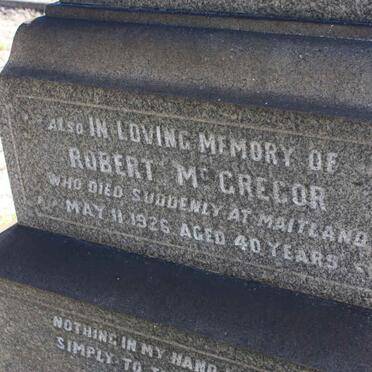 ALSO IN LOVING MEMORY OF
ROBERT McGREGOR
WHO DIED SUDDENLY AT MAITLAND
MAY 11, 1926 AGED 40 YEARS
NOTHING IN MY HAND
SIMPLY TO